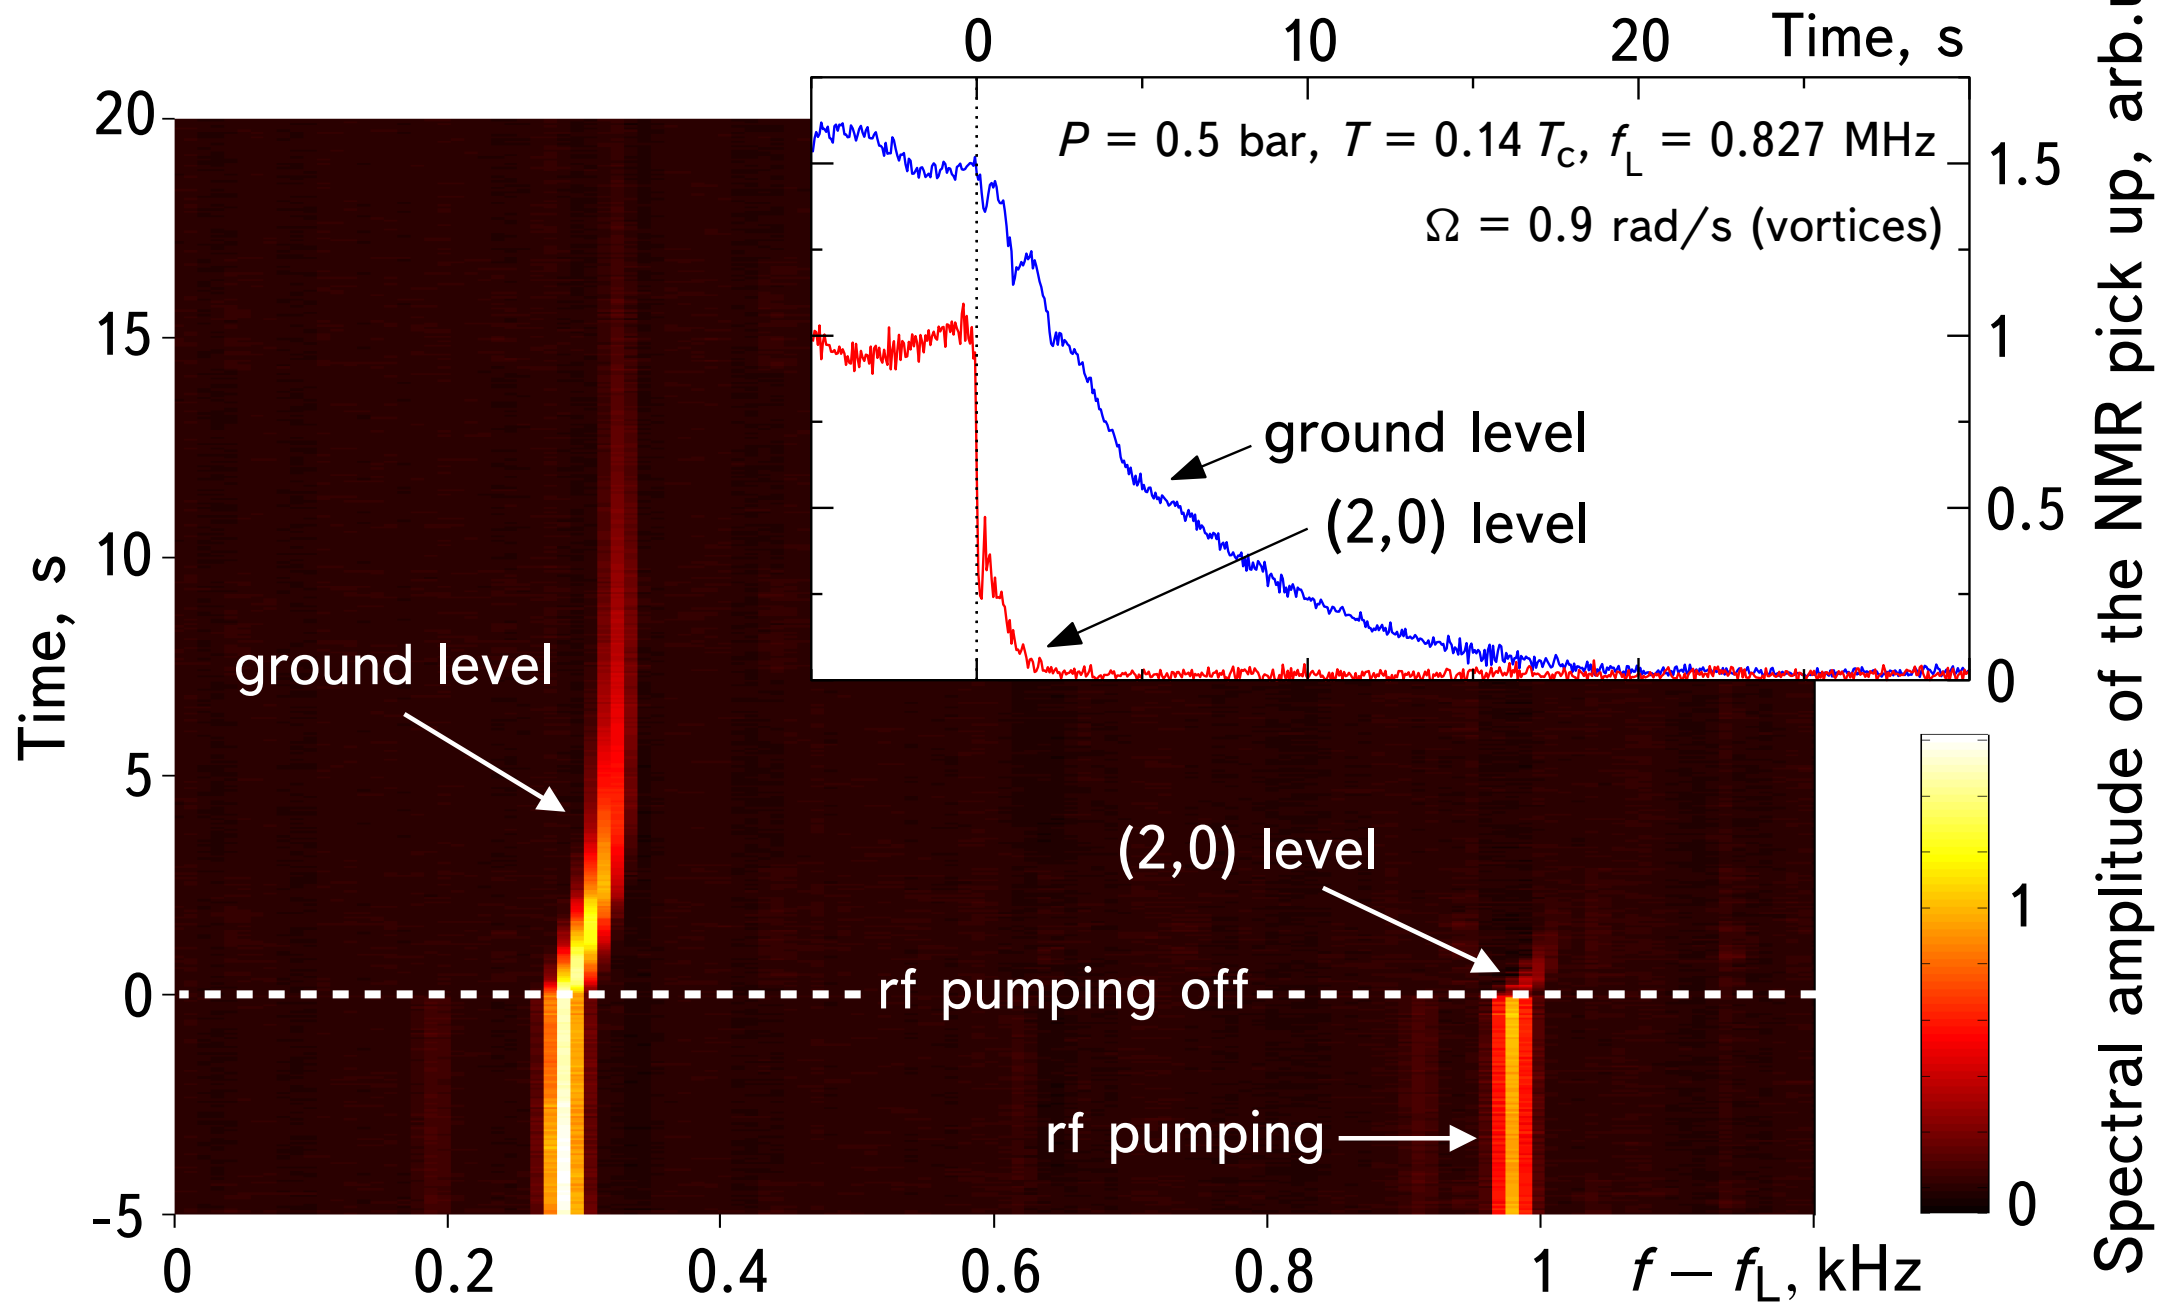 0 10 20 Time, s
P = 0.5 bar, T = 0.14 Tc, fL = 0.827 MHz
Ω = 0.9 rad/s (vortices)
1.5
1
0.5
0
ground level
(2,0) level
Spectral amplitude of the NMR pick up,
20
15
10
5
0
-5
Time, s
ground level
(2,0) level
rf pumping off
rf pumping
1
0
0 0.2 0.4 0.6 0.8 1 f − fL, kHz